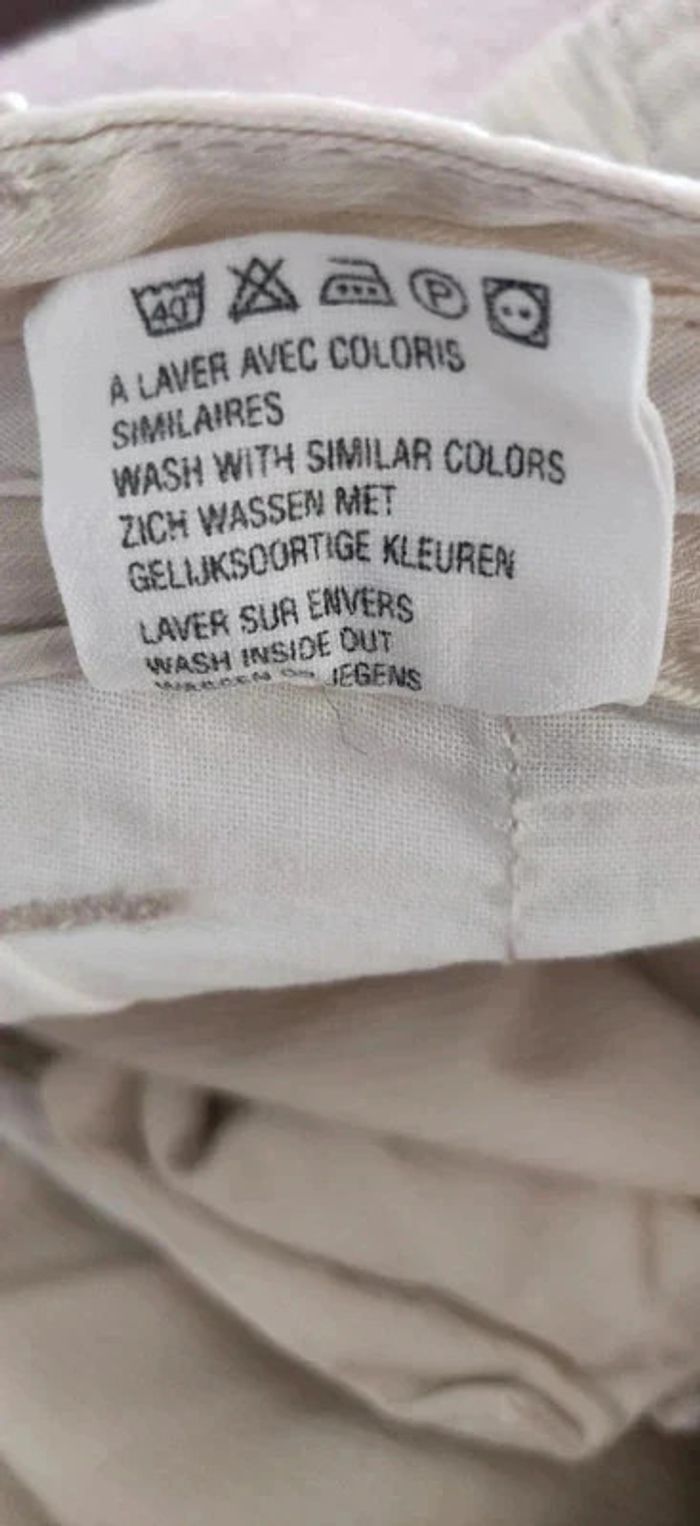 40°
P
A LAVER AVEC COLORIS
SIMILAIRES
WASH WITH SIMILAR COLORS
ZICH WASSEN MET
GELIJKSOORTIGE KLEUREN
LAVER SUR ENVERS
WASH INSIDE OUT